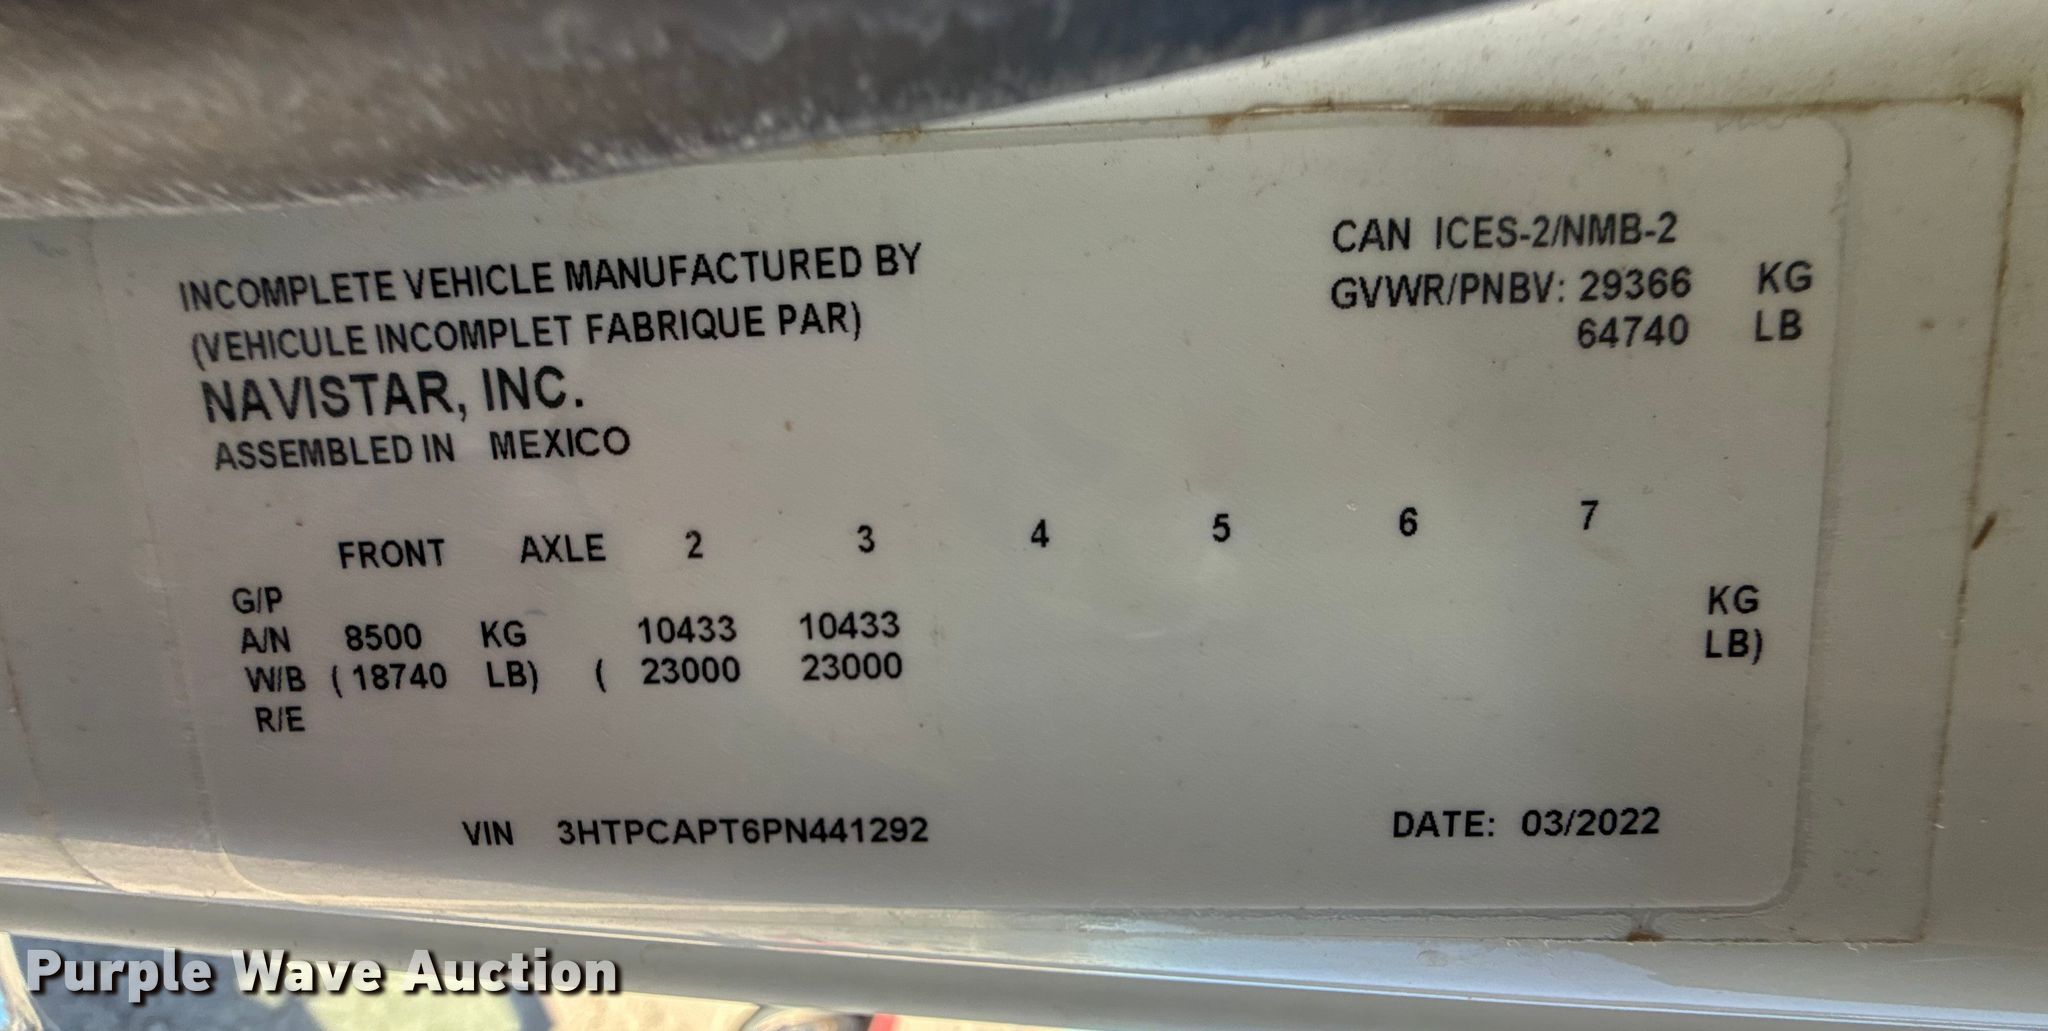 INCOMPLETE VEHICLE MANUFACTURED BY
(VEHICULE INCOMPLET FABRIQUE PAR)
NAVISTAR, INC.
ASSEMBLED IN MEXICO
CAN ICES-2/NMB-2
GVWR/PNBV: 29366 KG
64740 LB
FRONT AXLE 2 3 4 5 6 7
G/P
A/N 8500 KG 10433 10433 KG
W/B ( 18740 LB) ( 23000 23000 LB)
R/E
VIN 3HTPCAPT6PN441292 DATE: 03/2022
Purple Wave Auction